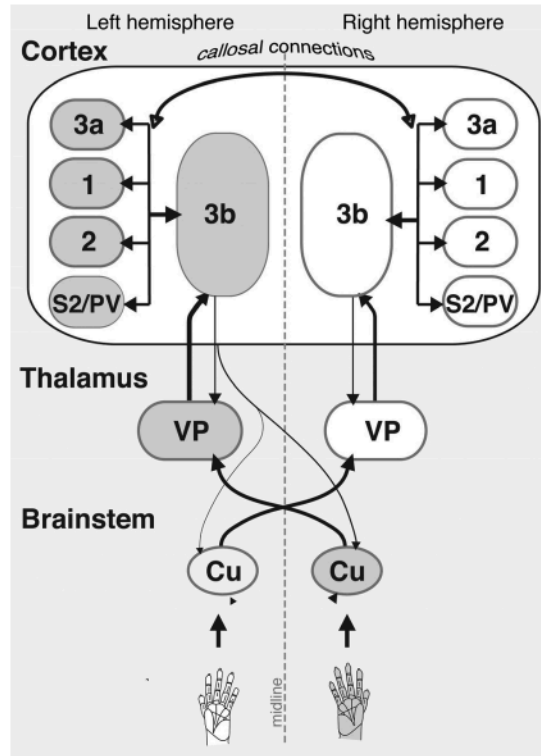 Left hemisphere
Right hemisphere
Cortex
callosal connections
3a
1
2
S2/PV
3b
3b
3a
1
2
S2/PV
Thalamus
VP
VP
Brainstem
Cu
Cu
midline